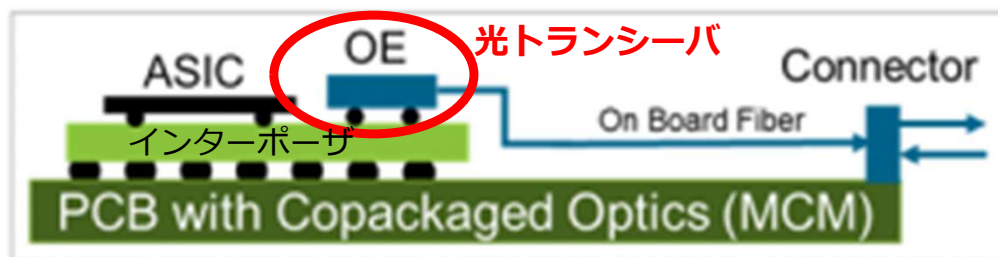 光トランシーバ
OE
ASIC
Connector
On Board Fiber
インターポーザ
PCB with Copackaged Optics (MCM)